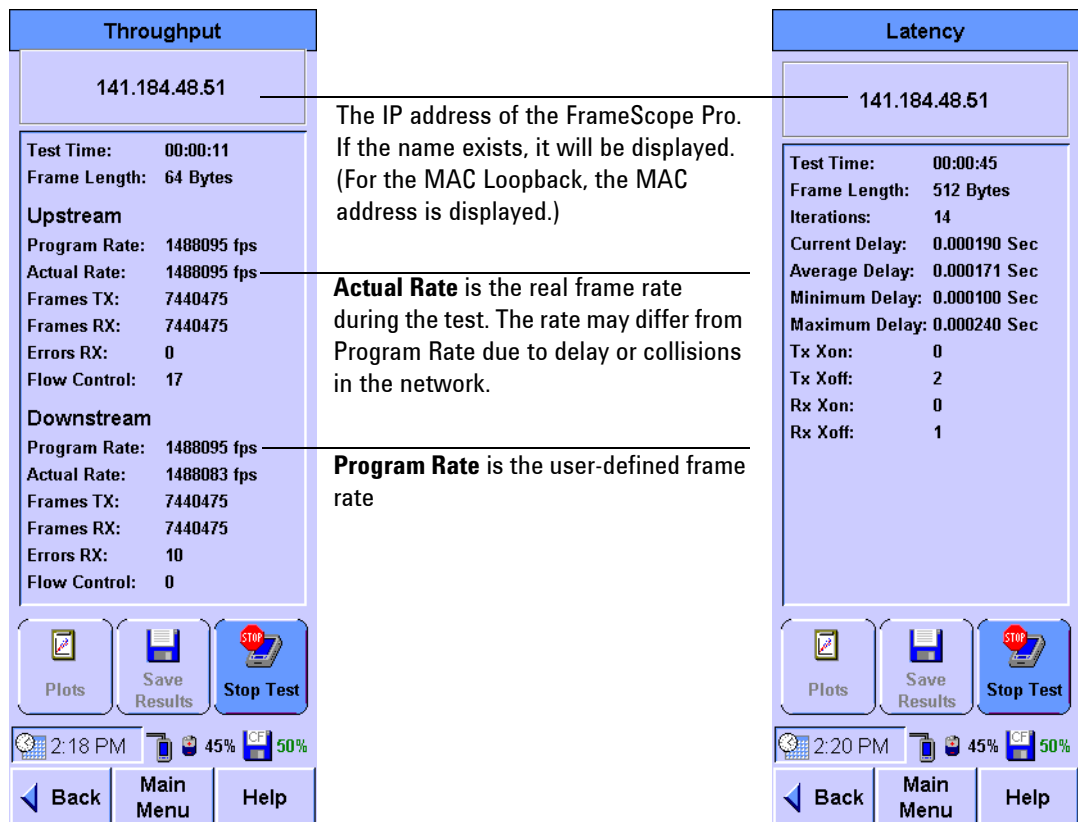 Throughput
141.184.48.51
Test Time: 00:00:11
Frame Length: 64 Bytes
Upstream
Program Rate: 1488095 fps
Actual Rate: 1488095 fps
Frames TX: 7440475
Frames RX: 7440475
Errors RX: 0
Flow Control: 17
Downstream
Program Rate: 1488095 fps
Actual Rate: 1488083 fps
Frames TX: 7440475
Frames RX: 7440475
Errors RX: 10
Flow Control: 0
Plots
Save
Results
STOP
Stop Test
2:18 PM
45%
CF
50%
Back
Main
Menu
Help
The IP address of the FrameScope Pro.
If the name exists, it will be displayed.
(For the MAC Loopback, the MAC
address is displayed.)
Actual Rate is the real frame rate
during the test. The rate may differ from
Program Rate due to delay or collisions
in the network.
Program Rate is the user-defined frame
rate
Latency
141.184.48.51
Test Time: 00:00:45
Frame Length: 512 Bytes
Iterations: 14
Current Delay: 0.000190 Sec
Average Delay: 0.000171 Sec
Minimum Delay: 0.000100 Sec
Maximum Delay: 0.000240 Sec
Tx Xon: 0
Tx Xoff: 2
Rx Xon: 0
Rx Xoff: 1
Plots
Save
Results
STOP
Stop Test
2:20 PM
45%
CF
50%
Back
Main
Menu
Help